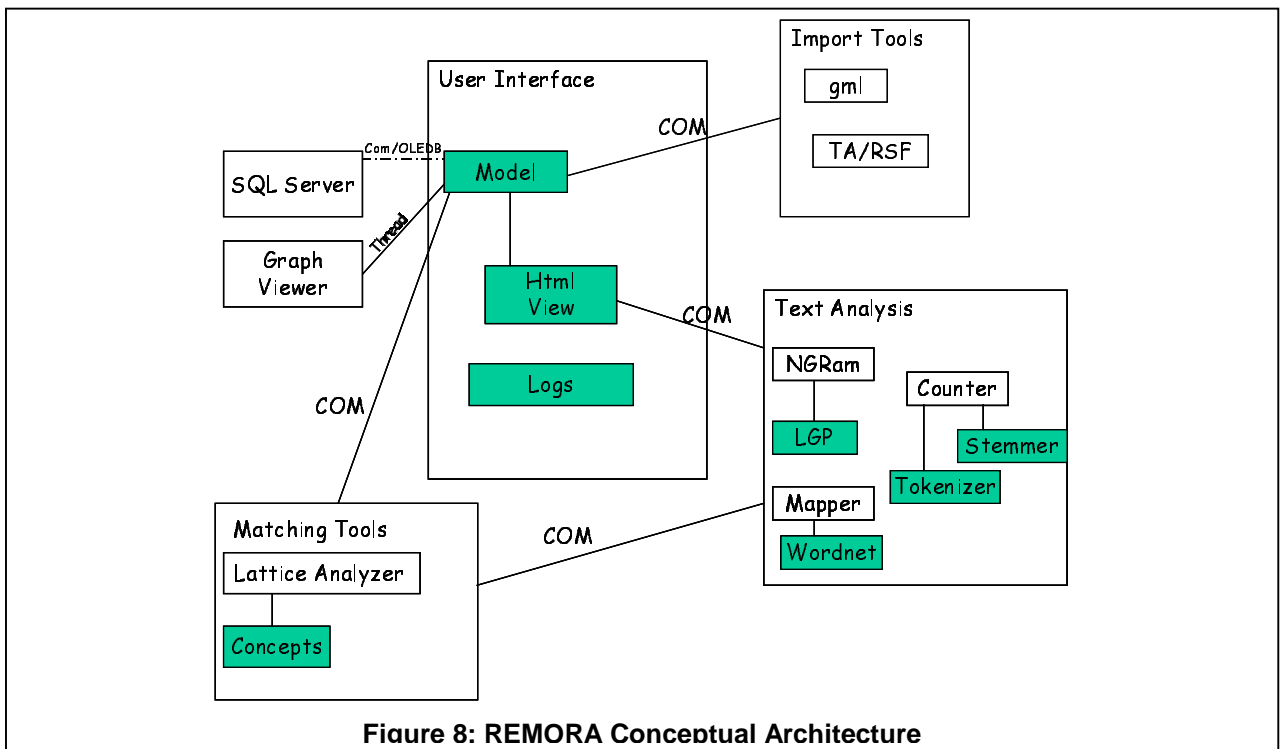 Import Tools
gml
TA/RSF
User Interface
COM
Com/OLEDB
Model
SQL Server
Thread
Graph
Viewer
Html
View
COM
Logs
Text Analysis
NGRam
Counter
LGP
Stemmer
Tokenizer
Mapper
Wordnet
COM
COM
Matching Tools
Lattice Analyzer
Concepts
Figure 8: REMORA Conceptual Architecture